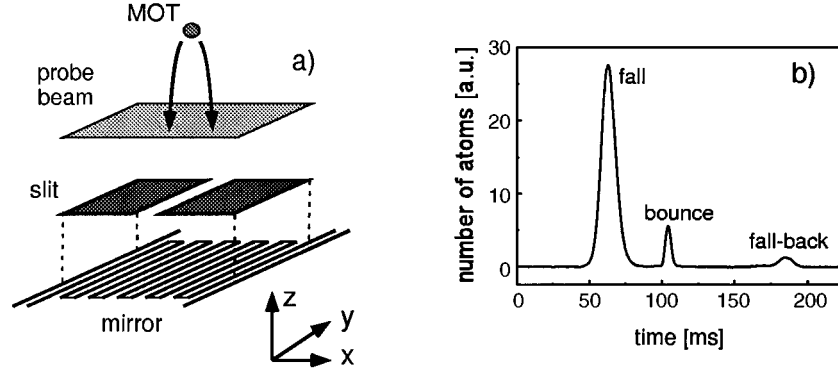 MOT
a)
probe
beam
slit
mirror
z
y
x
b)
number of atoms [a.u.]
30
20
10
0
fall
bounce
fall-back
0
50
100
150
200
time [ms]